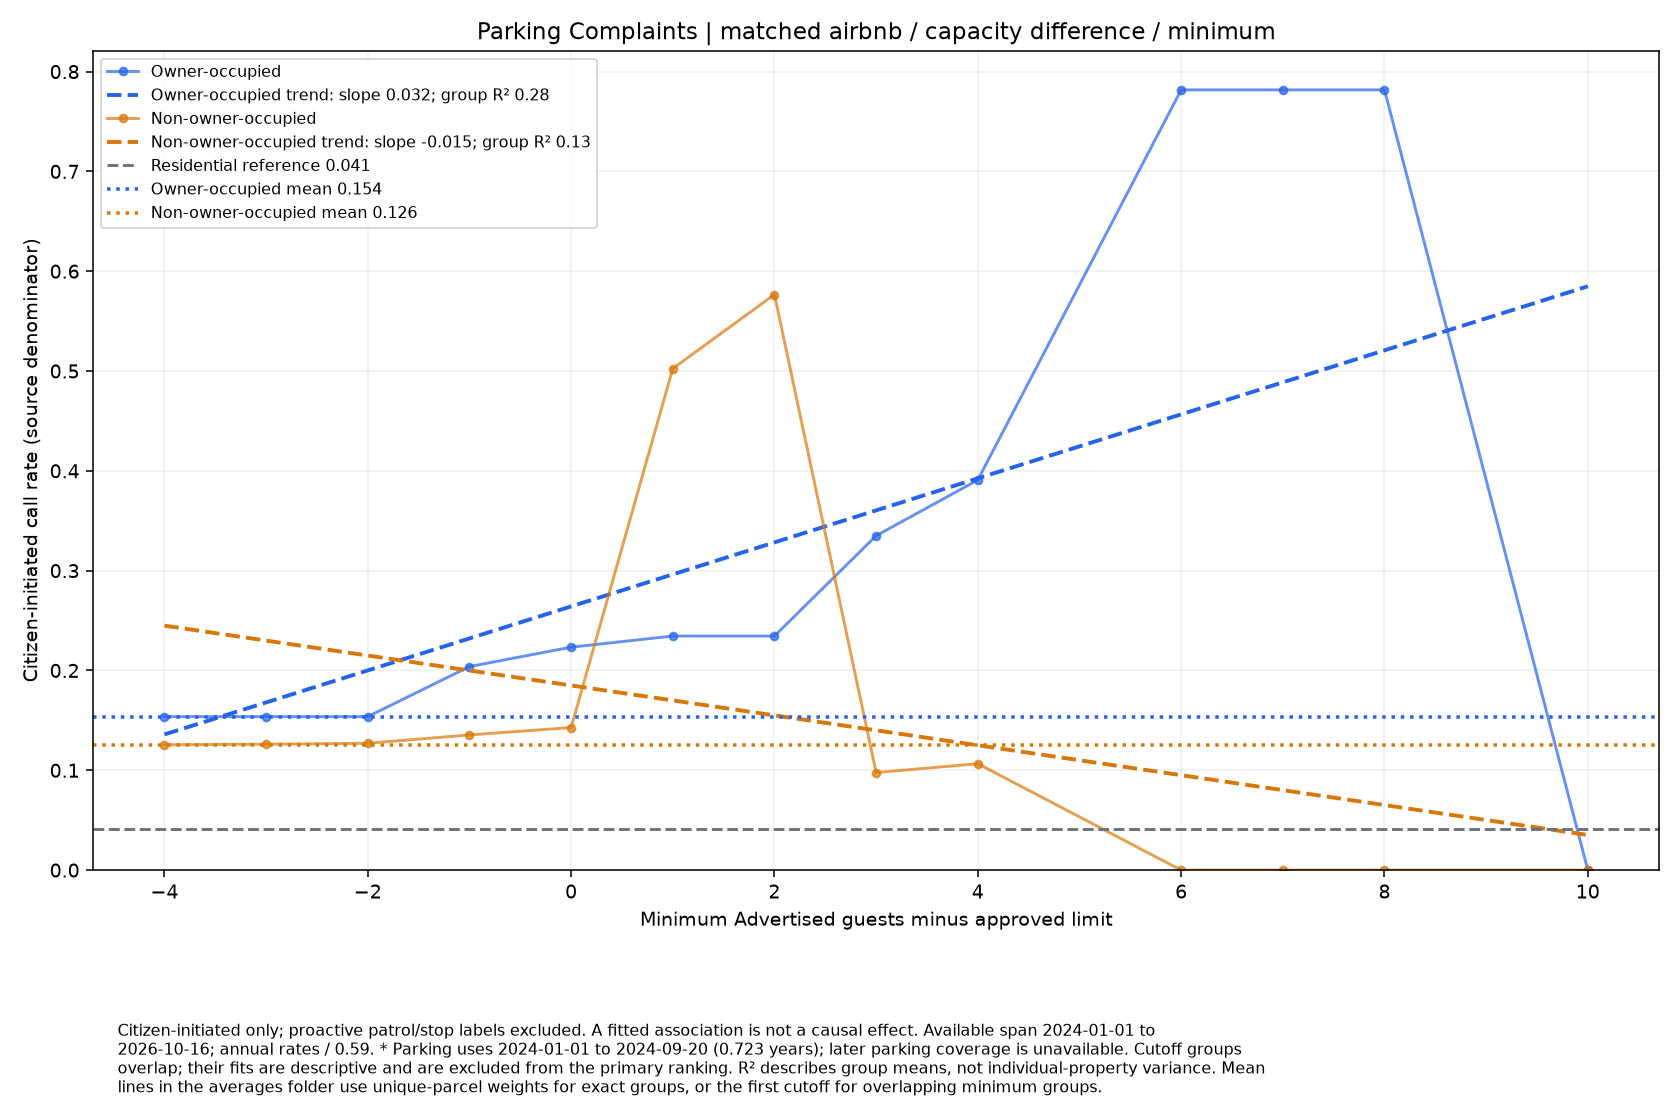 Parking Complaints | matched airbnb / capacity difference / minimum
Owner-occupied
Owner-occupied trend: slope 0.032; group R² 0.28
Non-owner-occupied
Non-owner-occupied trend: slope -0.015; group R² 0.13
Residential reference 0.041
Owner-occupied mean 0.154
Non-owner-occupied mean 0.126
Citizen-initiated call rate (source denominator)
0.8
0.7
0.6
0.5
0.4
0.3
0.2
0.1
0.0
−4
−2
0
2
4
6
8
10
Minimum Advertised guests minus approved limit
Citizen-initiated only; proactive patrol/stop labels excluded. A fitted association is not a causal effect. Available span 2024-01-01 to
2026-10-16; annual rates / 0.59. * Parking uses 2024-01-01 to 2024-09-20 (0.723 years); later parking coverage is unavailable. Cutoff groups
overlap; their fits are descriptive and are excluded from the primary ranking. R² describes group means, not individual-property variance. Mean
lines in the averages folder use unique-parcel weights for exact groups, or the first cutoff for overlapping minimum groups.